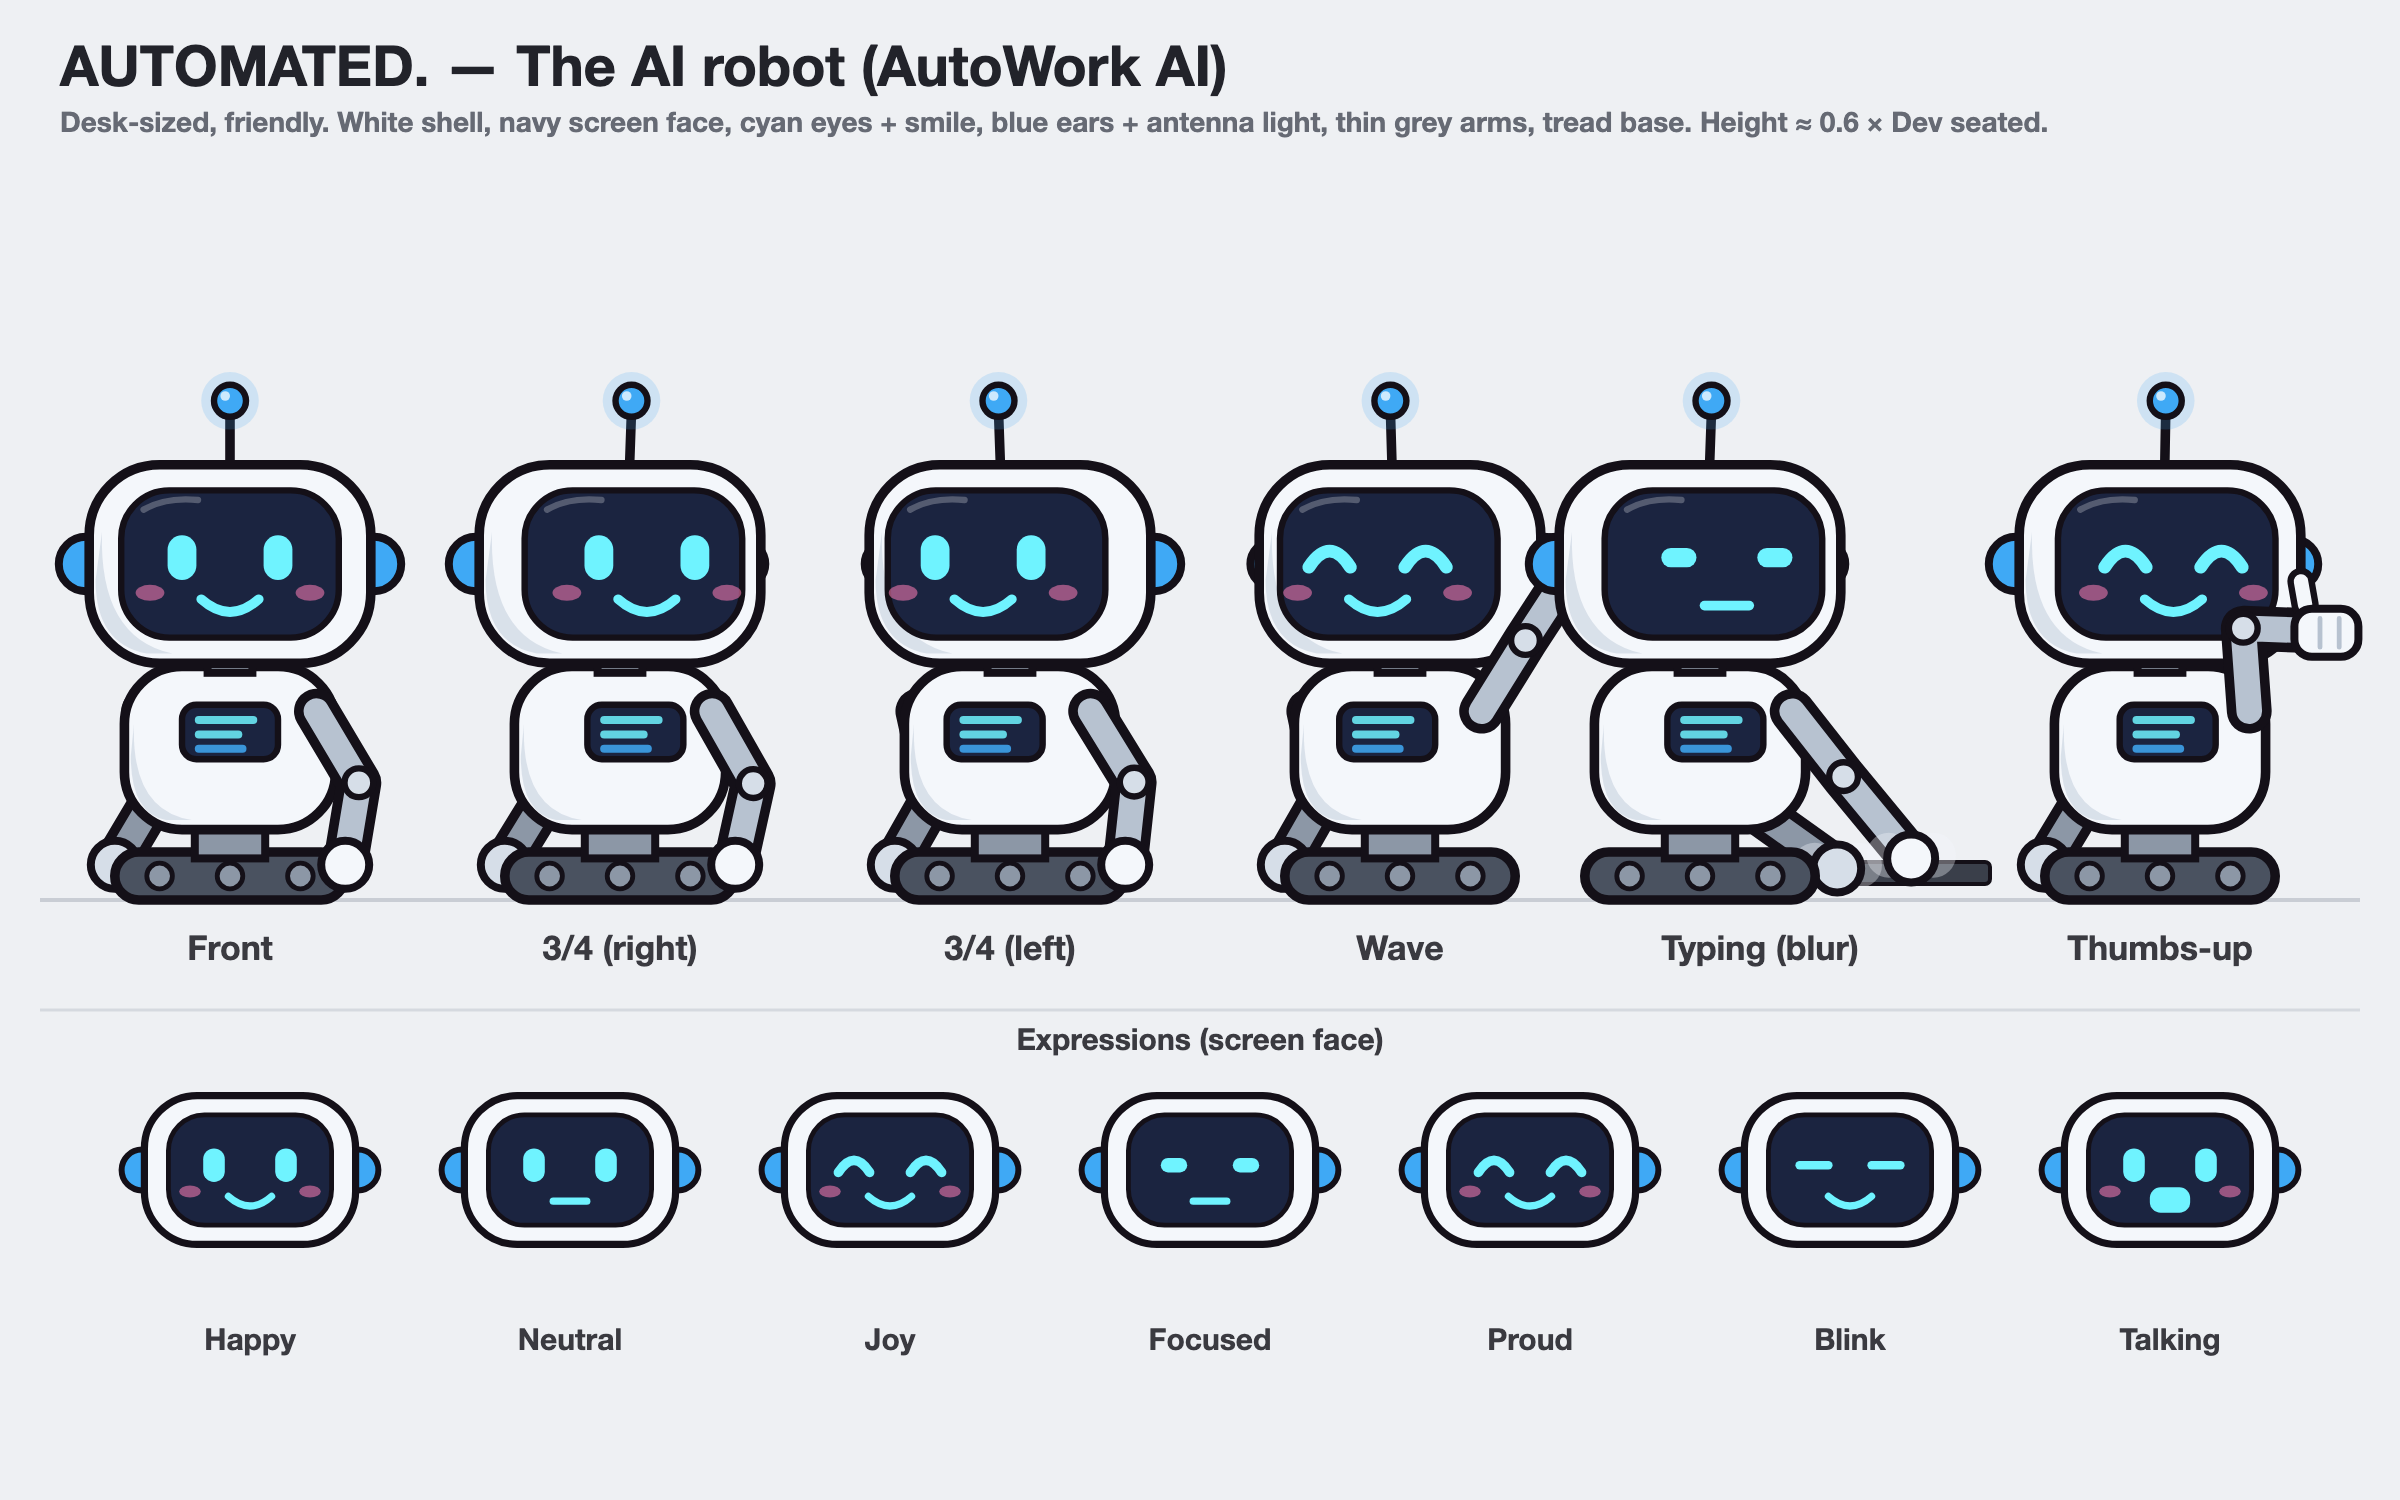 AUTOMATED. — The AI robot (AutoWork AI)
Desk-sized, friendly. White shell, navy screen face, cyan eyes + smile, blue ears + antenna light, thin grey arms, tread base. Height ≈ 0.6 × Dev seated.
Front
3/4 (right)
3/4 (left)
Wave
Typing (blur)
Thumbs-up
Expressions (screen face)
Happy
Neutral
Joy
Focused
Proud
Blink
Talking